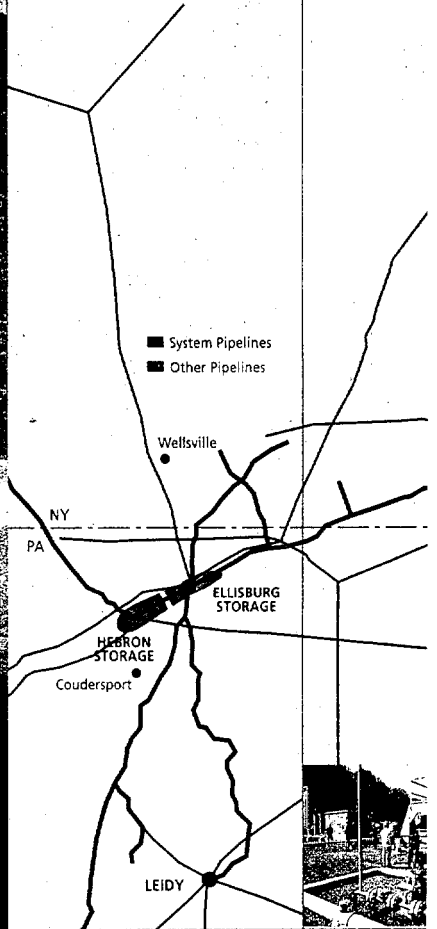 System Pipelines
Other Pipelines
Wellsville
NY
PA
ELLISBURG
STORAGE
HEBRON
STORAGE
Coudersport
LEIDY